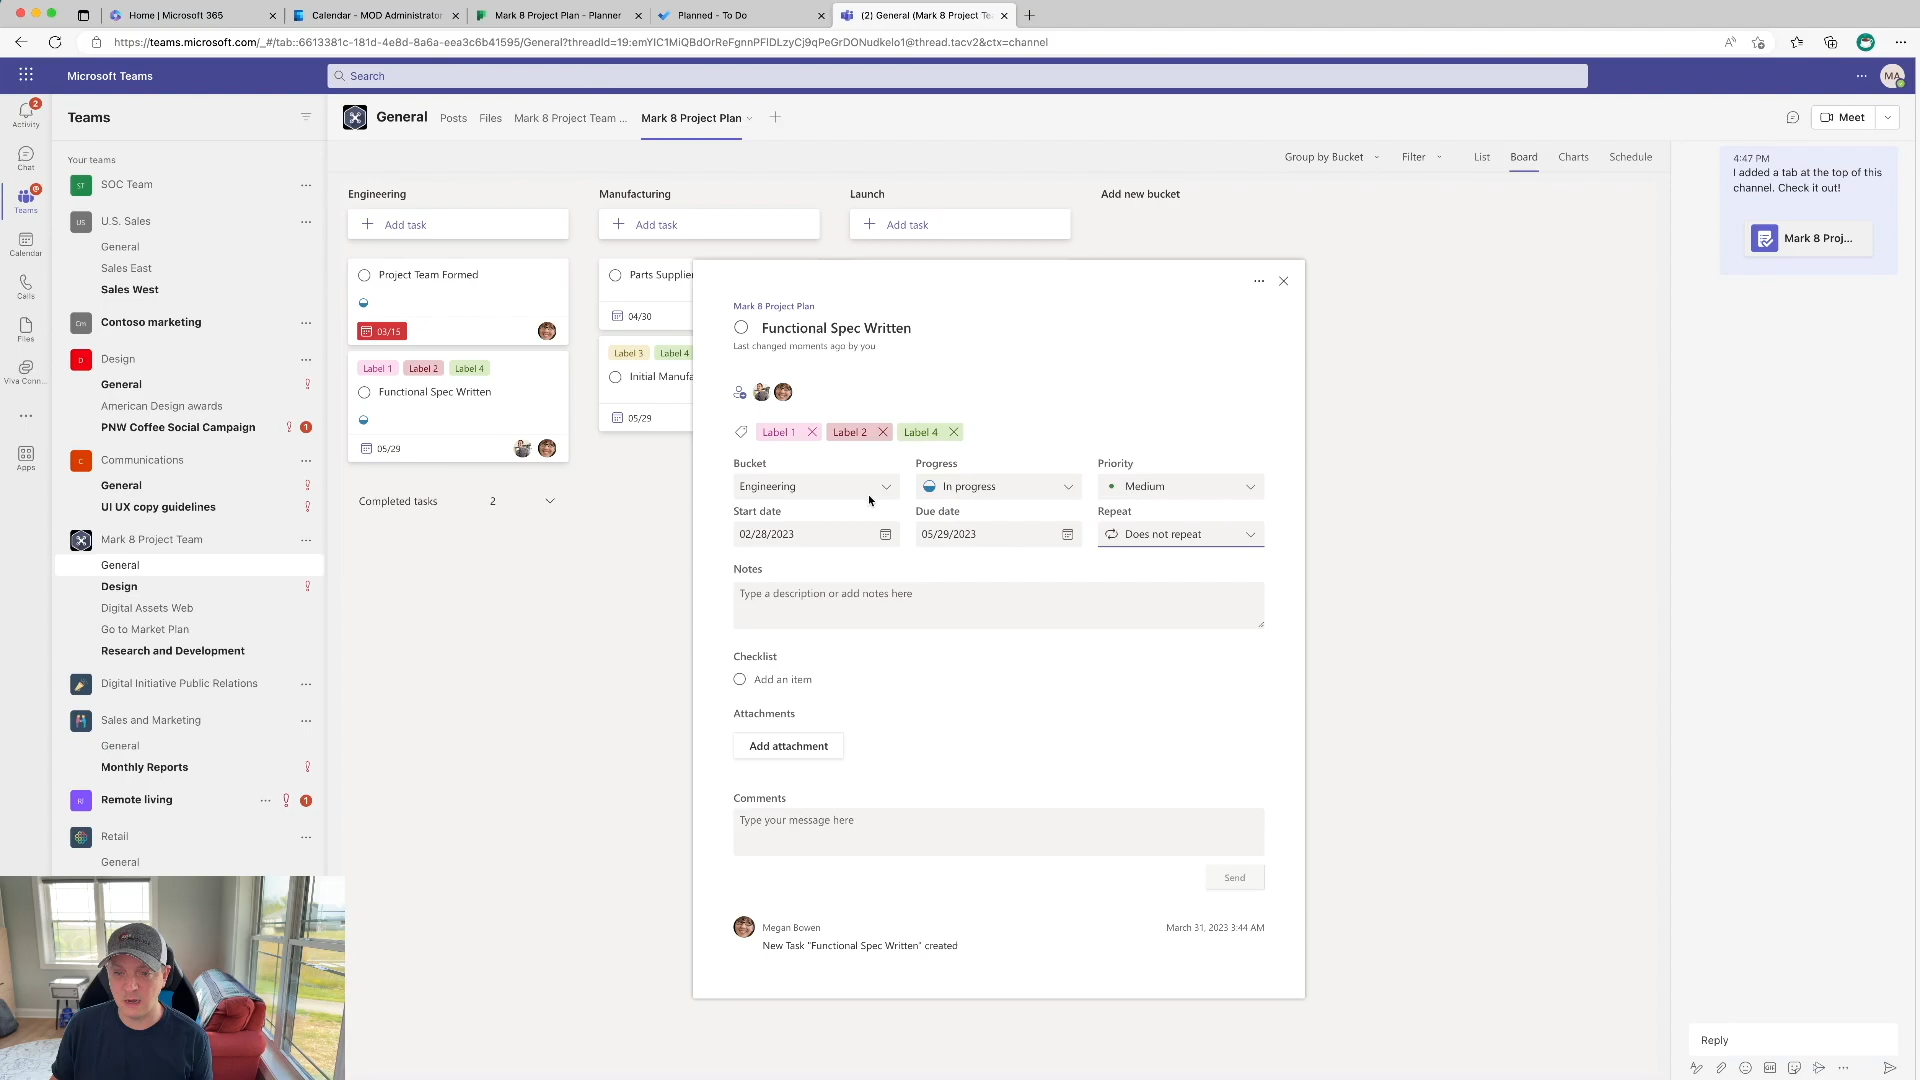 Home | Microsoft 365
Calendar - MOD Administrator
Mark 8 Project Plan - Planner
Planned - To Do
(2) General (Mark 8 Project Te
https://teams.microsoft.com/_#/tab::6613381c-181d-4e8d-8a6a-eea3c6b41595/General?threadId=19:emYIC1MiQBdOrReFgnnPFIDLzyCj9qPeGrDONudkelo1@thread.tacv2&ctx=channel
Microsoft Teams
Search
MA
Activity
2
Chat
Teams
Calendar
Calls
Files
Viva Conn...
Apps
Teams
Your teams
ST SOC Team
US U.S. Sales
General
Sales East
Sales West
Cm Contoso marketing
D Design
General
American Design awards
PNW Coffee Social Campaign 1
C Communications
General
UI UX copy guidelines
Mark 8 Project Team
General
Design
Digital Assets Web
Go to Market Plan
Research and Development
Digital Initiative Public Relations
Sales and Marketing
General
Monthly Reports
Rl Remote living 1
Retail
General
General Posts Files Mark 8 Project Team ... Mark 8 Project Plan
Meet
Group by Bucket Filter List Board Charts Schedule
Engineering
Add task
Project Team Formed
03/15
Label 1 Label 2 Label 4
Functional Spec Written
05/29
Completed tasks 2
Manufacturing
Add task
Parts Supplier
04/30
Label 3 Label 4
Initial Manufa
05/29
Launch
Add task
Add new bucket
Mark 8 Project Plan
Functional Spec Written
Last changed moments ago by you
Label 1 Label 2 Label 4
Bucket Progress Priority
Engineering In progress Medium
Start date Due date Repeat
02/28/2023 05/29/2023 Does not repeat
Notes
Type a description or add notes here
Checklist
Add an item
Attachments
Add attachment
Comments
Type your message here
Send
Megan Bowen March 31, 2023 3:44 AM
New Task "Functional Spec Written" created
4:47 PM
I added a tab at the top of this
channel. Check it out!
Mark 8 Proj...
Reply
GIF